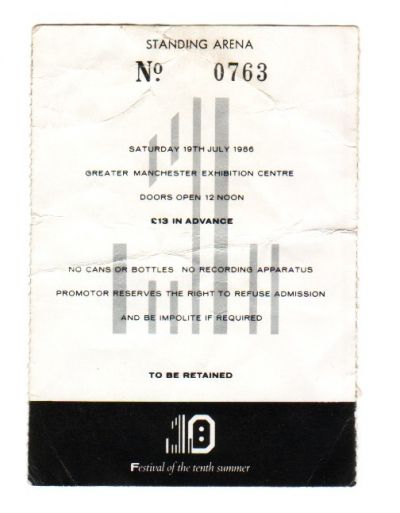 STANDING ARENA
Nº 0763
SATURDAY 19TH JULY 1986
GREATER MANCHESTER EXHIBITION CENTRE
DOORS OPEN 12 NOON
£13 IN ADVANCE
NO CANS OR BOTTLES NO RECORDING APPARATUS
PROMOTOR RESERVES THE RIGHT TO REFUSE ADMISSION
AND BE IMPOLITE IF REQUIRED
TO BE RETAINED
10
Festival of the tenth summer